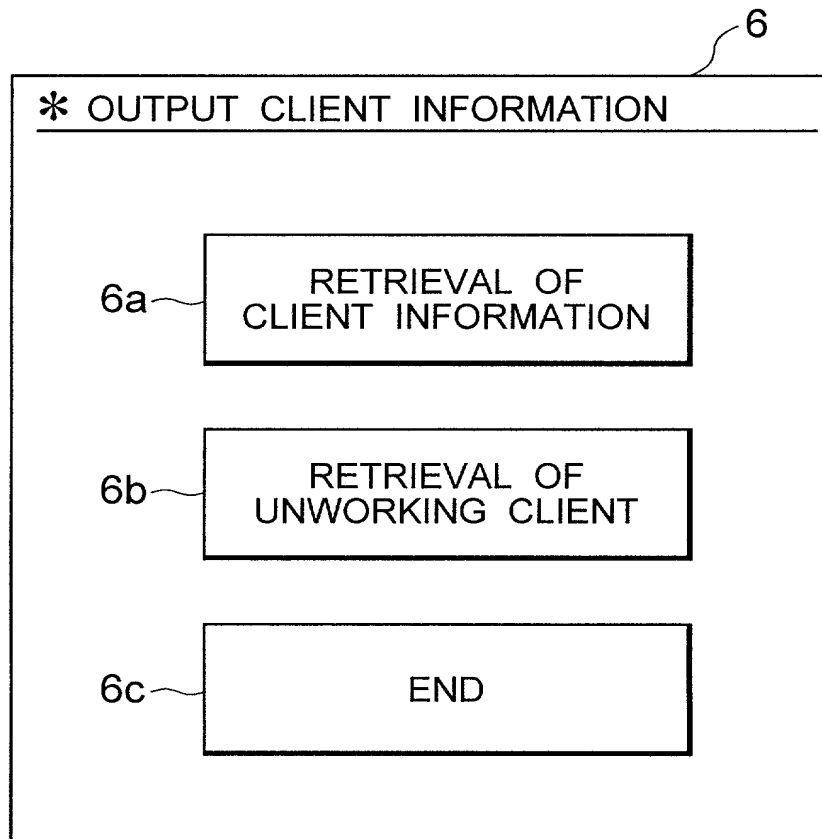 6
* OUTPUT CLIENT INFORMATION
6a
RETRIEVAL OF
CLIENT INFORMATION
6b
RETRIEVAL OF
UNWORKING CLIENT
6c
END